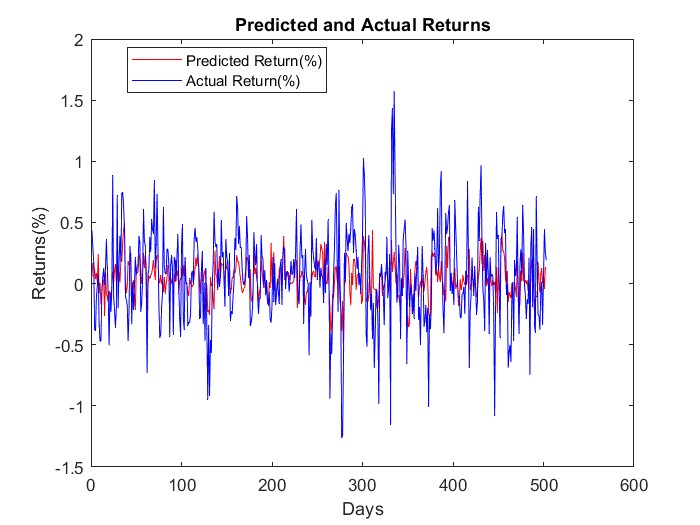 Predicted and Actual Returns
Predicted Return(%)
Actual Return(%)
2
1.5
1
0.5
0
-0.5
-1
-1.5
Returns(%)
0 100 200 300 400 500 600
Days